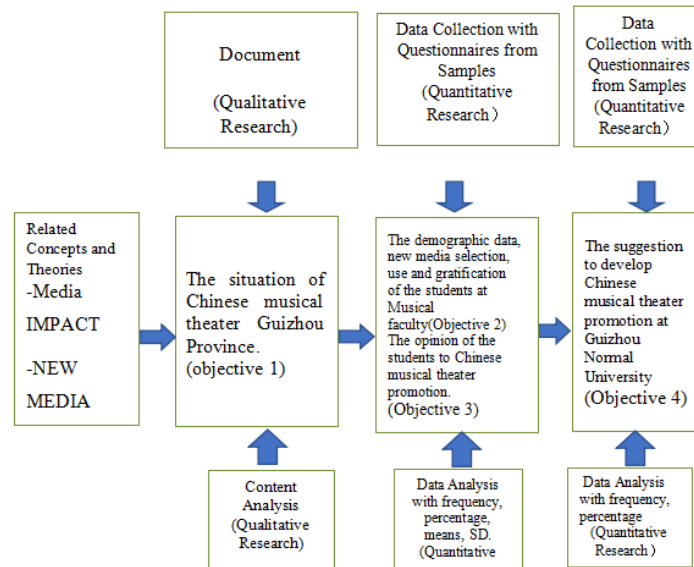 Document
(Qualitative
Research)
Data Collection with
Questionnaires from
Samples
(Quantitative
Research）
Data
Collection with
Questionnaires
from Samples
(Quantitative
Research）
Related
Concepts and
Theories
-Media
IMPACT
-NEW
MEDIA
The situation of
Chinese musical
theater Guizhou
Province.
(objective 1)
The demographic data,
new media selection,
use and gratification
of the students at
Musical
faculty(Objective 2)
The opinion of the
students to Chinese
musical theater
promotion.
(Objective 3)
The suggestion
to develop
Chinese
musical theater
promotion at
Guizhou
Normal
University
(Objective 4)
Content
Analysis
(Qualitative
Research)
Data Analysis
with frequency,
percentage,
means, SD.
(Quantitative
Data Analysis
with frequency,
percentage
(Quantitative
Research）